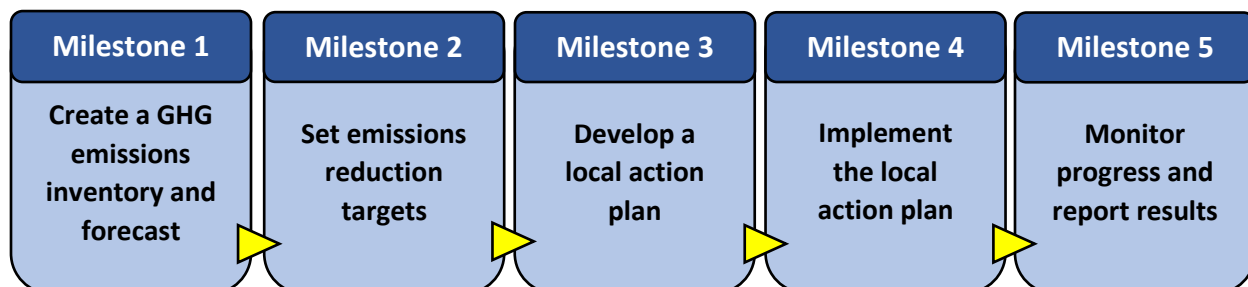 Milestone 1
Create a GHG
emissions
inventory and
forecast
Milestone 2
Set emissions
reduction
targets
Milestone 3
Develop a
local action
plan
Milestone 4
Implement
the local
action plan
Milestone 5
Monitor
progress and
report results